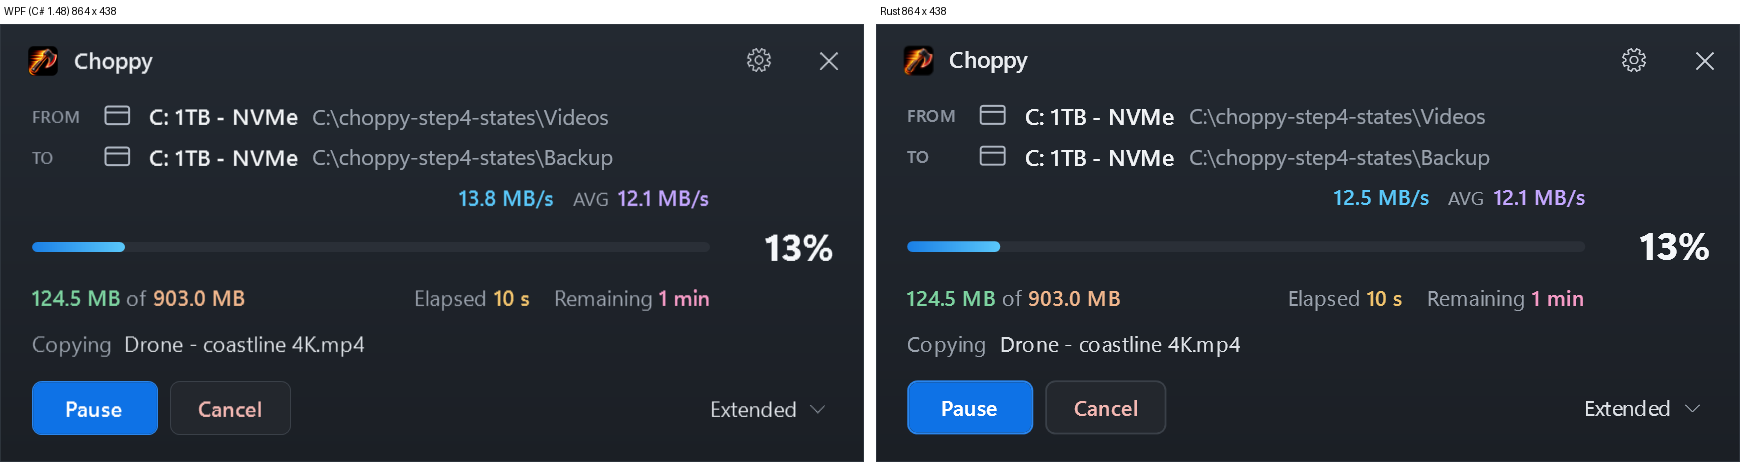 WPF (C# 1.48) 864 x 438
Choppy
FROM C: 1TB - NVMe C:\choppy-step4-states\Videos
TO C: 1TB - NVMe C:\choppy-step4-states\Backup
13.8 MB/s AVG 12.1 MB/s
13%
124.5 MB of 903.0 MB Elapsed 10 s Remaining 1 min
Copying Drone - coastline 4K.mp4
Pause Cancel Extended
Rust 864 x 438
Choppy
FROM C: 1TB - NVMe C:\choppy-step4-states\Videos
TO C: 1TB - NVMe C:\choppy-step4-states\Backup
12.5 MB/s AVG 12.1 MB/s
13%
124.5 MB of 903.0 MB Elapsed 10 s Remaining 1 min
Copying Drone - coastline 4K.mp4
Pause Cancel Extended